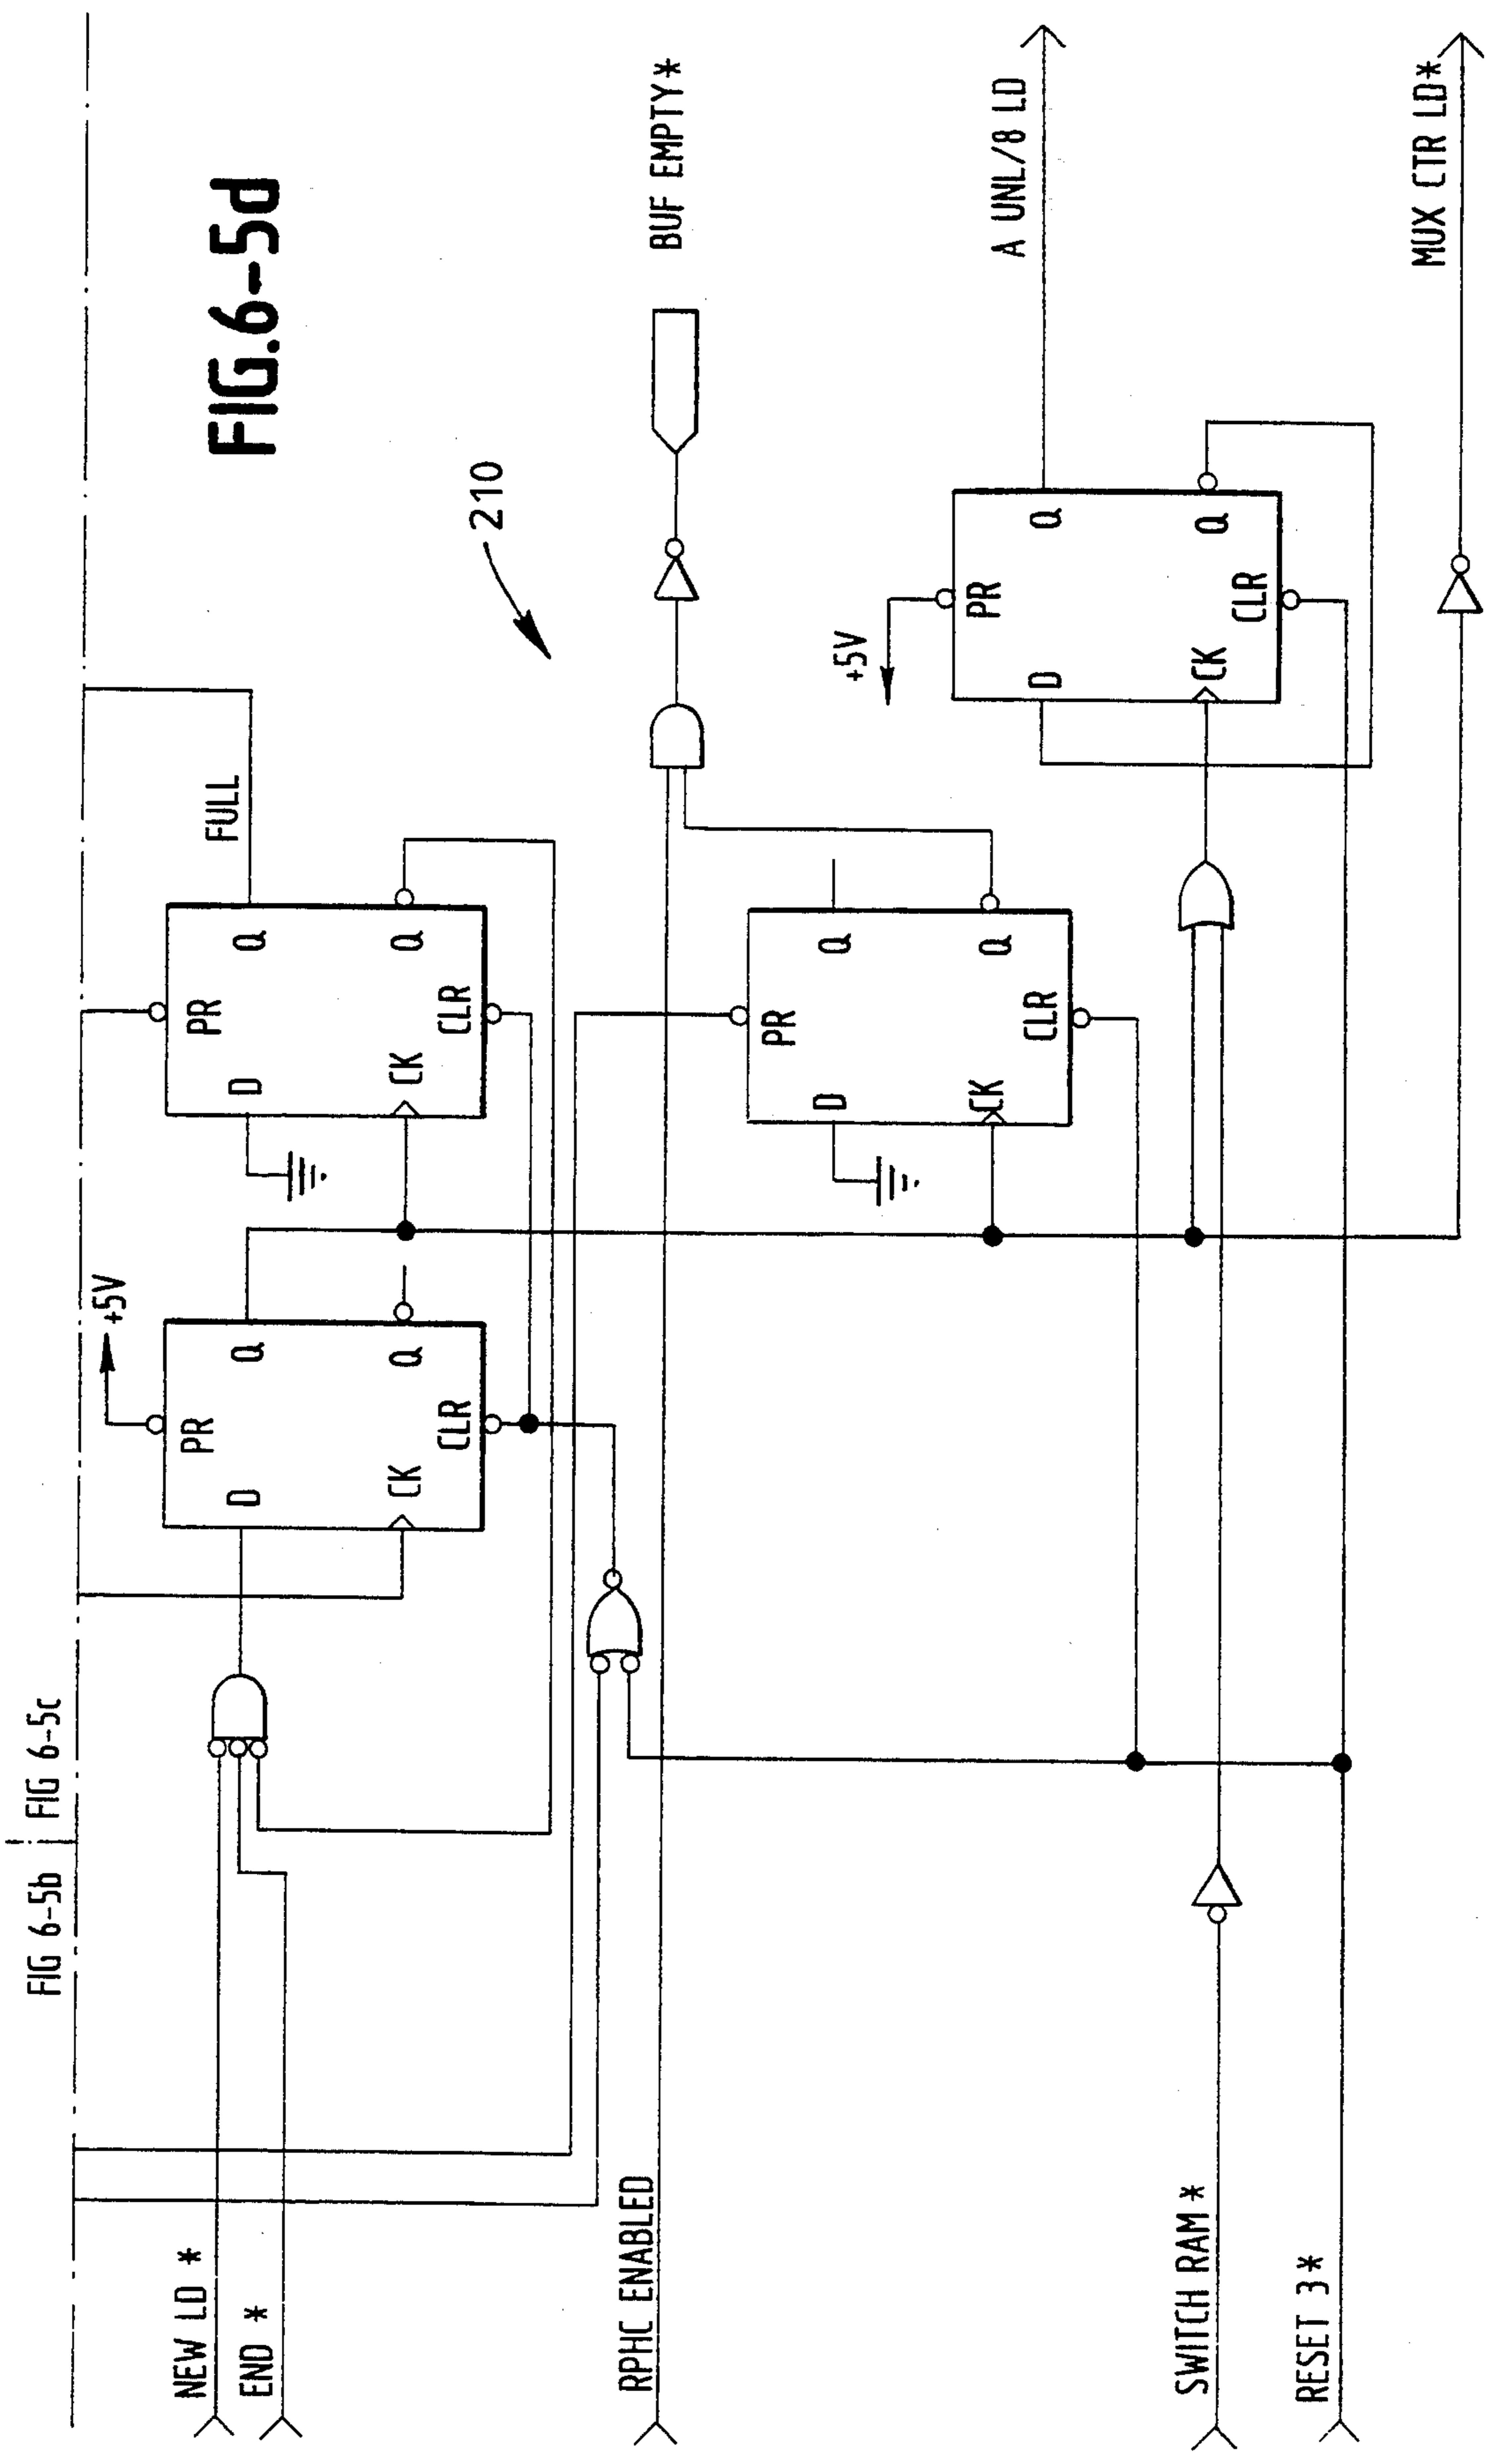 FIG 6-5b
FIG 6-5c
FIG.6-5d
NEW LD *
END *
+5V
PR
D
Q
CK
Q
CLR
FULL
PR
D
Q
CK
Q
CLR
210
RPHC ENABLED
BUF EMPTY*
PR
D
Q
CK
Q
CLR
+5V
PR
D
Q
CK
Q
CLR
A UNL/8 LD
SWITCH RAM*
RESET 3*
MUX CTR LD*